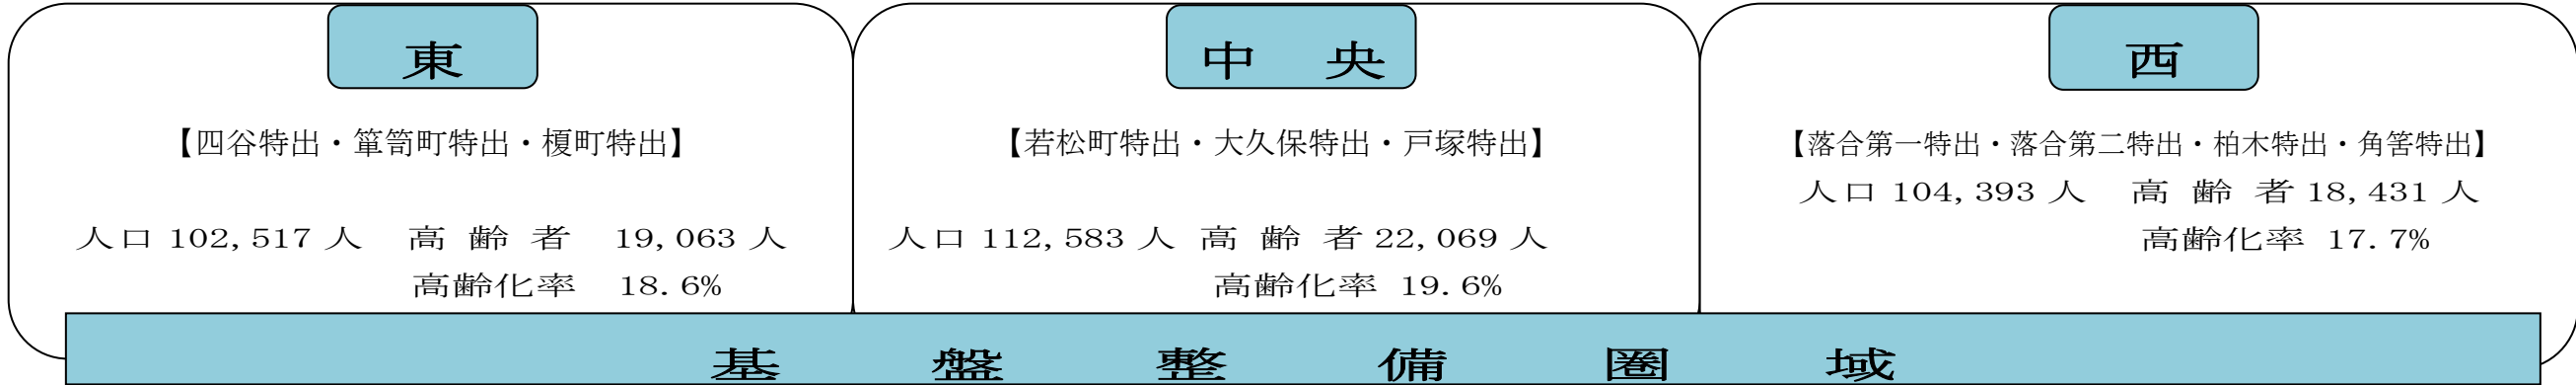 東
【四谷特出・箪笥町特出・榎町特出】
人口 102,517 人　高 齢 者　19,063 人
高齢化率　18.6%
中　央
【若松町特出・大久保特出・戸塚特出】
人口 112,583 人 高 齢 者 22,069 人
高齢化率 19.6%
西
【落合第一特出・落合第二特出・柏木特出・角筈特出】
人口 104,393 人　高 齢 者 18,431 人
高齢化率 17.7%
基　盤　整　備　圏　域